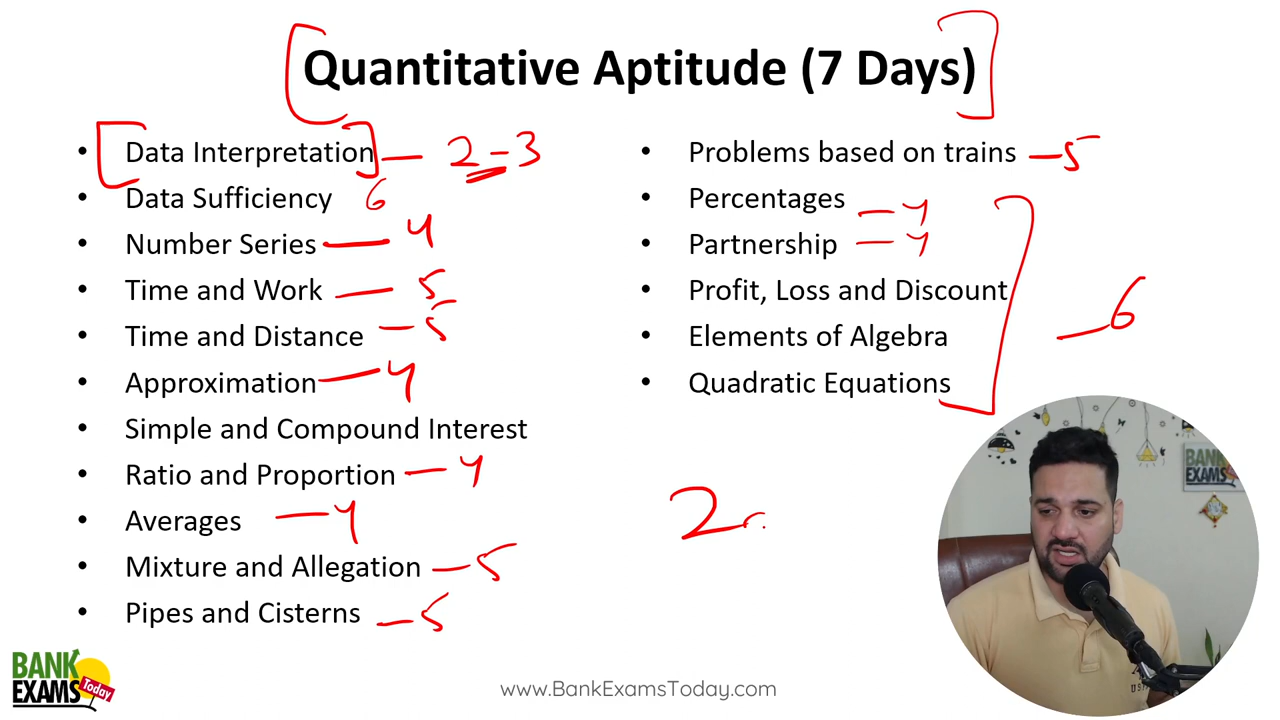 Quantitative Aptitude (7 Days)
• Data Interpretation — 2-3
• Data Sufficiency 6
• Number Series — 4
• Time and Work — 5
• Time and Distance — 5
• Approximation — 4
• Simple and Compound Interest
• Ratio and Proportion — 4
• Averages — 4
• Mixture and Allegation — 5
• Pipes and Cisterns — 5
• Problems based on trains — 5
• Percentages — 4
• Partnership — 4
• Profit, Loss and Discount
• Elements of Algebra
• Quadratic Equations
— 6
2
BANK
EXAMS
BANK
EXAMS
Today
www.BankExamsToday.com